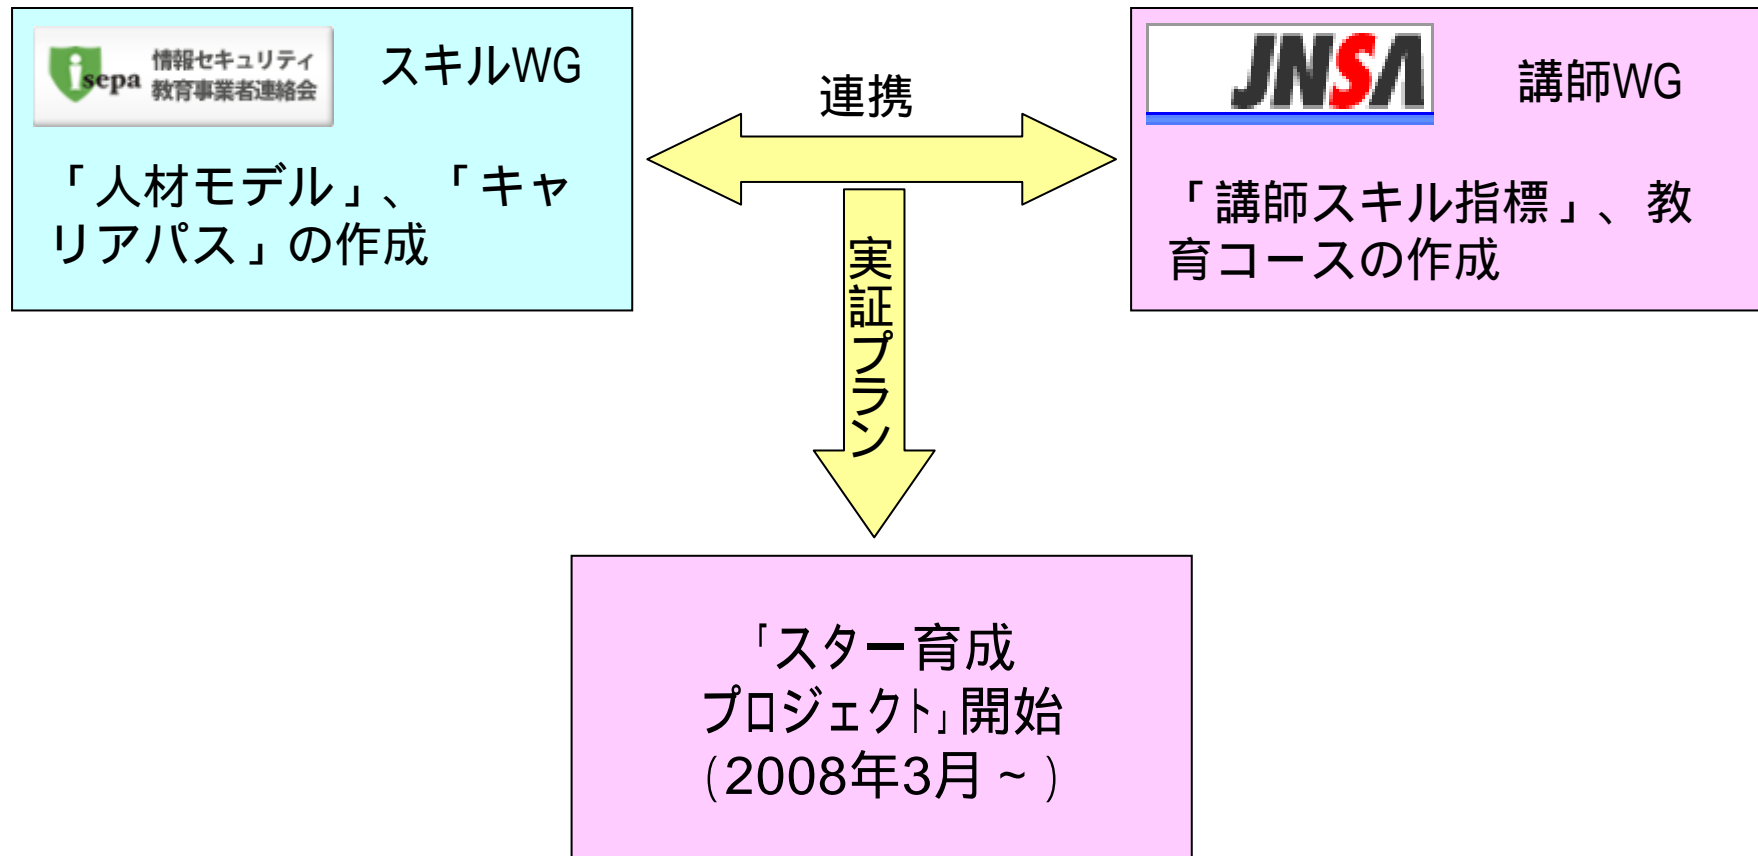 isepa
情報セキュリティ
教育事業者連絡会
スキルWG
「人材モデル」、「キャ
リアパス」の作成
連携
JNSA
講師WG
「講師スキル指標」、教
育コースの作成
実証プラン
「スター育成
プロジェクト」開始
（2008年3月～）